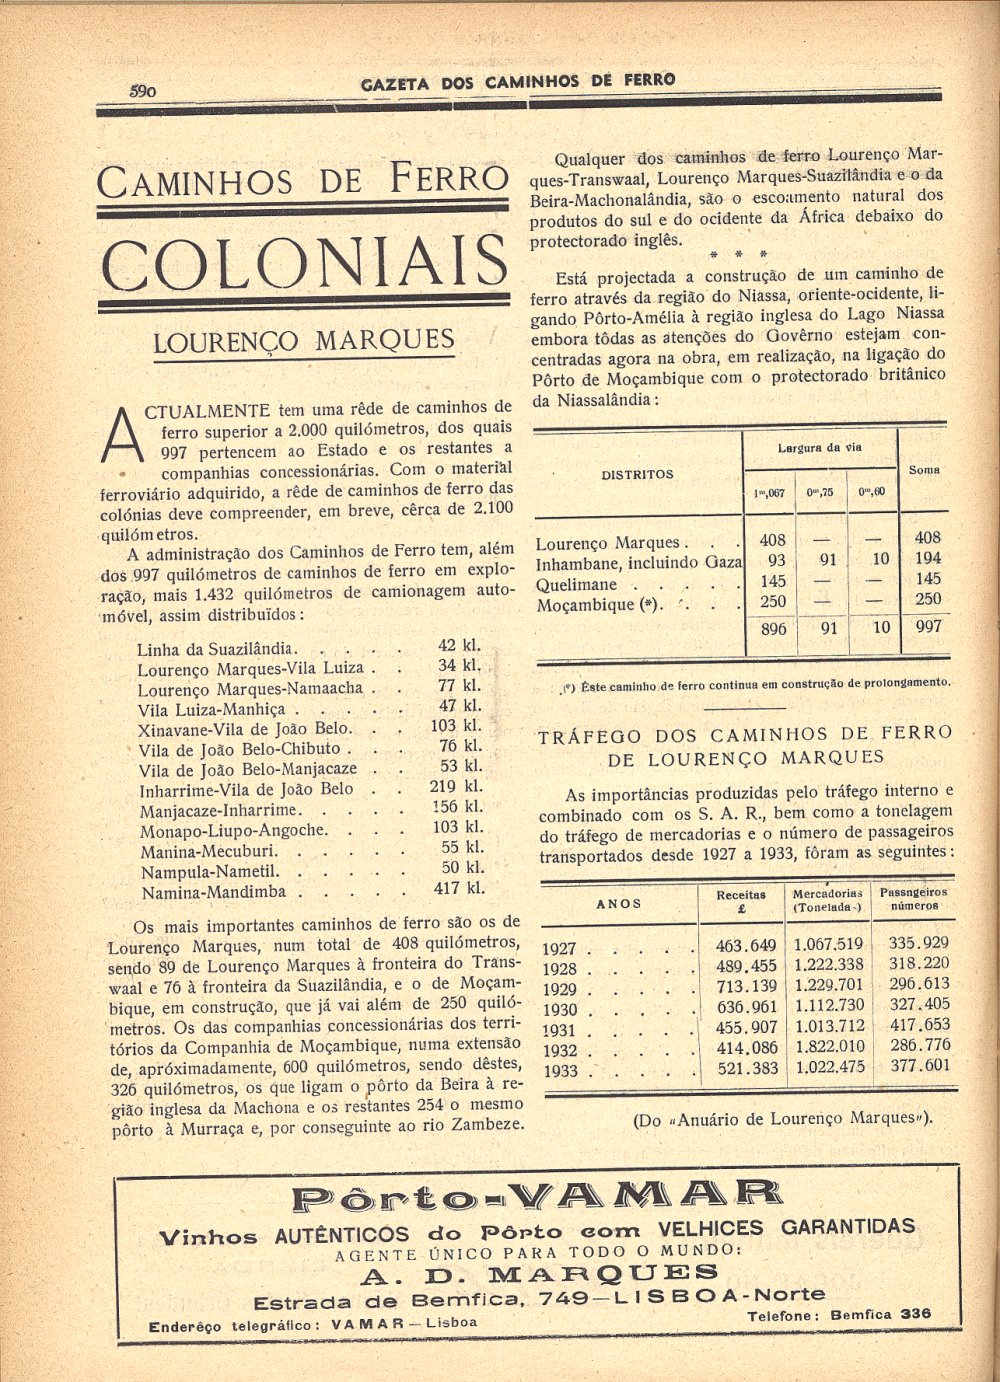 590
GAZETA DOS CAMINHOS DE FERRO
CAMINHOS DE FERRO
COLONIAIS
LOURENÇO MARQUES
ACTUALMENTE tem uma rêde de caminhos de
ferro superior a 2.000 quilómetros, dos quais
997 pertencem ao Estado e os restantes a
companhias concessionárias. Com o material
ferroviário adquirido, a rêde de caminhos de ferro das
colónias deve compreender, em breve, cêrca de 2.100
quilómetros.
A administração dos Caminhos de Ferro tem, além
dos 997 quilómetros de caminhos de ferro em explo-
ração, mais 1.432 quilómetros de camionagem auto-
móvel, assim distribuïdos:
Linha da Suazilândia. . . . . 42 kl.
Lourenço Marques-Vila Luiza . . 34 kl.
Lourenço Marques-Namaacha . . 77 kl.
Vila Luiza-Manhiça . . . . . 47 kl.
Xinavane-Vila de João Belo. . . 103 kl.
Vila de João Belo-Chibuto . . . 76 kl.
Vila de João Belo-Manjacaze . . 53 kl.
Inharrime-Vila de João Belo . . 219 kl.
Manjacaze-Inharrime. . . . . 156 kl.
Monapo-Liupo-Angoche. . . . 103 kl.
Manina-Mecuburi. . . . . . 55 kl.
Nampula-Nametil. . . . . . 50 kl.
Namina-Mandimba . . . . . 417 kl.
Os mais importantes caminhos de ferro são os de
Lourenço Marques, num total de 408 quilómetros,
sendo 89 de Lourenço Marques à fronteira do Trans-
waal e 76 à fronteira da Suazilândia, e o de Moçam-
bique, em construção, que já vai além de 250 quiló-
metros. Os das companhias concessionárias dos terri-
tórios da Companhia de Moçambique, numa extensão
de, apróximadamente, 600 quilómetros, sendo dêstes,
326 quilómetros, os que ligam o pôrto da Beira à re-
gião inglesa da Machona e os restantes 254 o mesmo
pôrto à Murraça e, por conseguinte ao rio Zambeze.
Qualquer dos caminhos de ferro Lourenço Mar-
ques-Transwaal, Lourenço Marques-Suazilândia e o da
Beira-Machonalândia, são o escoamento natural dos
produtos do sul e do ocidente da África debaixo do
protectorado inglês.
* * *
Está projectada a construção de um caminho de
ferro através da região do Niassa, oriente-ocidente, li-
gando Pôrto-Amélia à região inglesa do Lago Niassa
embora tôdas as atenções do Govêrno estejam con-
centradas agora na obra, em realização, na ligação do
Pôrto de Moçambique com o protectorado britânico
da Niassalândia:
DISTRITOS Largura da via Soma
1m,067 0m,75 0m,60
Lourenço Marques . . . 408 — — 408
Inhambane, incluindo Gaza 93 91 10 194
Quelimane . . . . . 145 — — 145
Moçambique (*). . . . 250 — — 250
896 91 10 997
(*) Éste caminho de ferro continua em construção de prolongamento.
TRÁFEGO DOS CAMINHOS DE FERRO
DE LOURENÇO MARQUES
As importâncias produzidas pelo tráfego interno e
combinado com os S. A. R., bem como a tonelagem
do tráfego de mercadorias e o número de passageiros
transportados desde 1927 a 1933, fôram as seguintes:
ANOS Receitas £ Mercadorias (Toneladas) Passageiros números
1927 . . . . . 463.649 1.067.519 335.929
1928 . . . . . 489.455 1.222.338 318.220
1929 . . . . . 713.139 1.229.701 296.613
1930 . . . . . 636.961 1.112.730 327.405
1931 . . . . . 455.907 1.013.712 417.653
1932 . . . . . 414.086 1.822.010 286.776
1933 . . . . . 521.383 1.022.475 377.601
(Do «Anuário de Lourenço Marques»).
Pôrto-VAMAR
Vinhos AUTÊNTICOS do Pôrto com VELHICES GARANTIDAS
AGENTE ÚNICO PARA TODO O MUNDO:
A. D. MARQUES
Estrada de Bemfica, 749—LISBOA-Norte
Enderêço telegráfico: VAMAR—Lisboa
Telefone: Bemfica 336